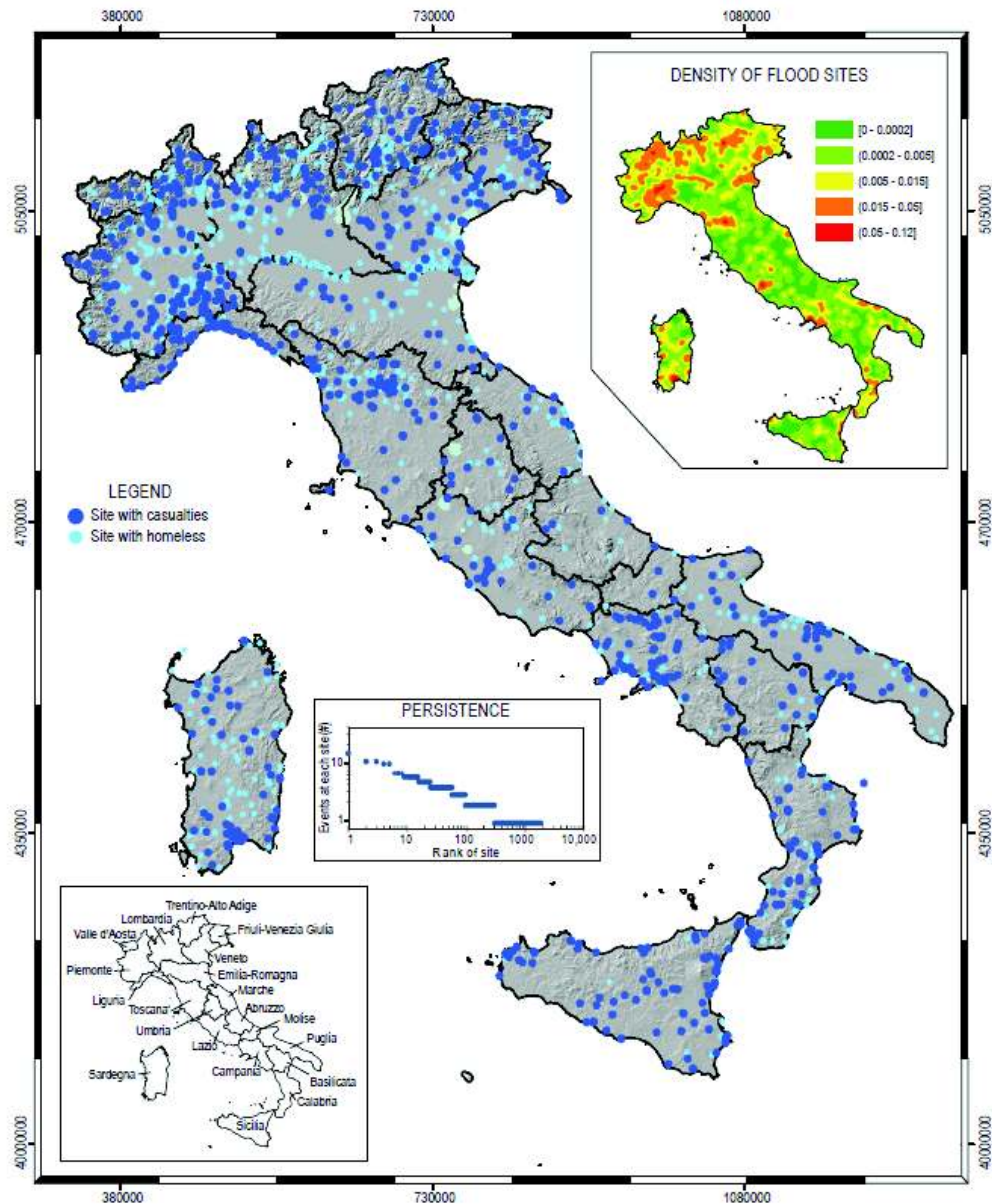 380000
730000
1080000
DENSITY OF FLOOD SITES
[0 - 0.0002]
(0.0002 - 0.005]
(0.005 - 0.015]
(0.015 - 0.05]
(0.05 - 0.12]
5050000
5050000
LEGEND
Site with casualties
Site with homeless
4700000
4700000
PERSISTENCE
Events at each site (#)
10
1
1
10
100
1000
10,000
Rank of site
4350000
4350000
Trentino-Alto Adige
Lombardia
Valle d'Aosta
Friuli-Venezia Giulia
Veneto
Piemonte
Emilia-Romagna
Marche
Liguria
Toscana
Abruzzo
Umbria
Molise
Lazio
Puglia
Campania
Sardegna
Basilicata
Calabria
Sicilia
4000000
4000000
380000
730000
1080000